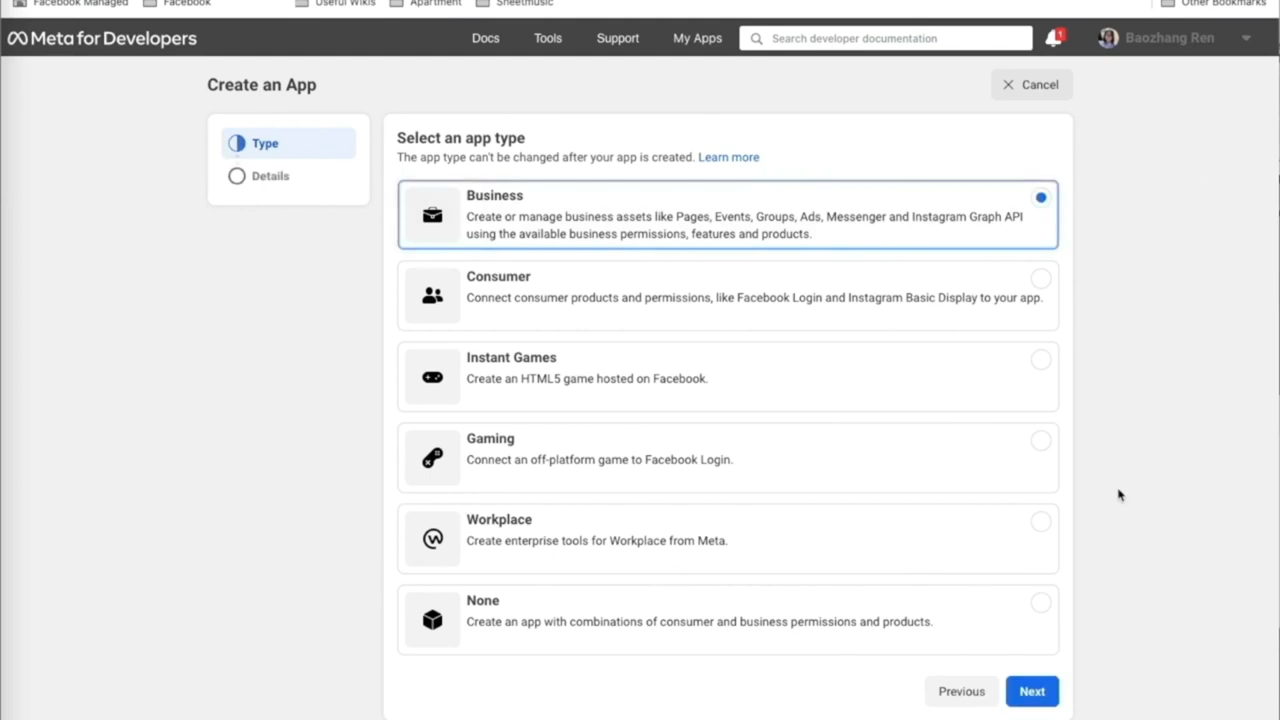 Facebook Managed Facebook Useful Wikis Apartment Sheetmusic Other Bookmarks
Meta for Developers Docs Tools Support My Apps Search developer documentation 1 Baozhang Ren
Create an App Cancel
Type
Details
Select an app type
The app type can't be changed after your app is created. Learn more
Business
Create or manage business assets like Pages, Events, Groups, Ads, Messenger and Instagram Graph API
using the available business permissions, features and products.
Consumer
Connect consumer products and permissions, like Facebook Login and Instagram Basic Display to your app.
Instant Games
Create an HTML5 game hosted on Facebook.
Gaming
Connect an off-platform game to Facebook Login.
Workplace
Create enterprise tools for Workplace from Meta.
None
Create an app with combinations of consumer and business permissions and products.
Previous Next